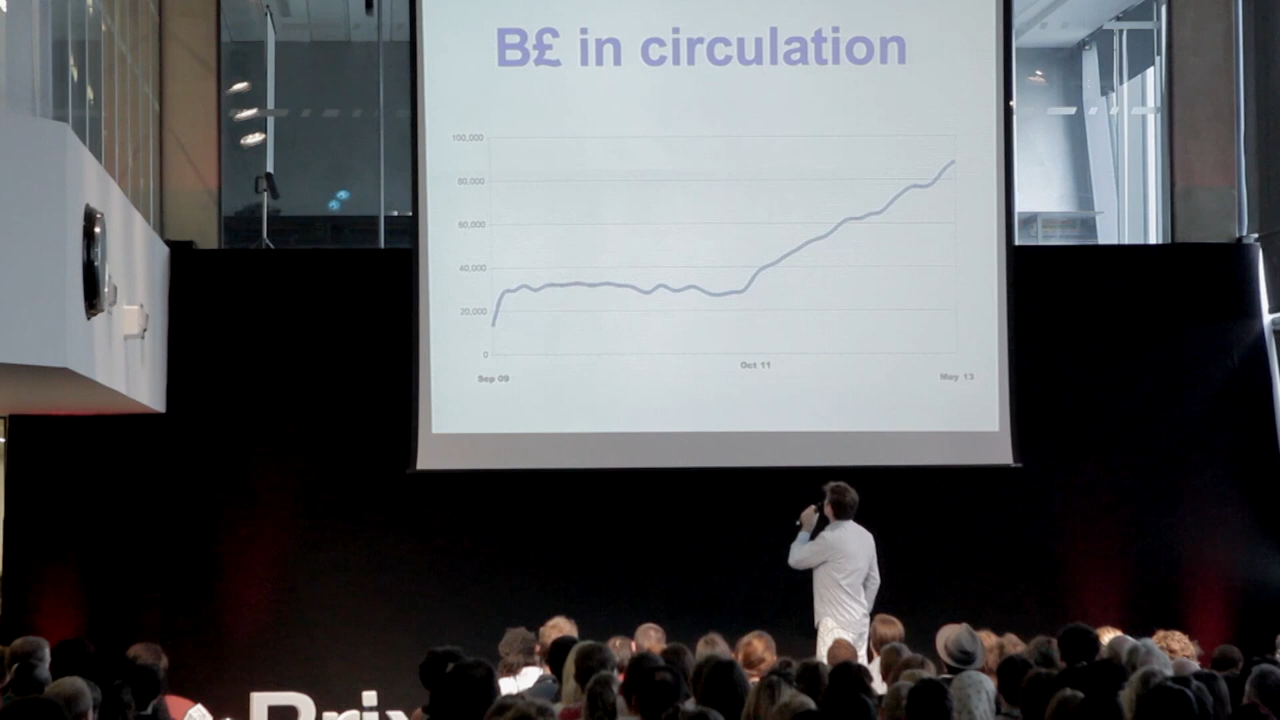 B£ in circulation
100,000
80,000
60,000
40,000
20,000
0
Sep 09
Oct 11
May 13
Brix